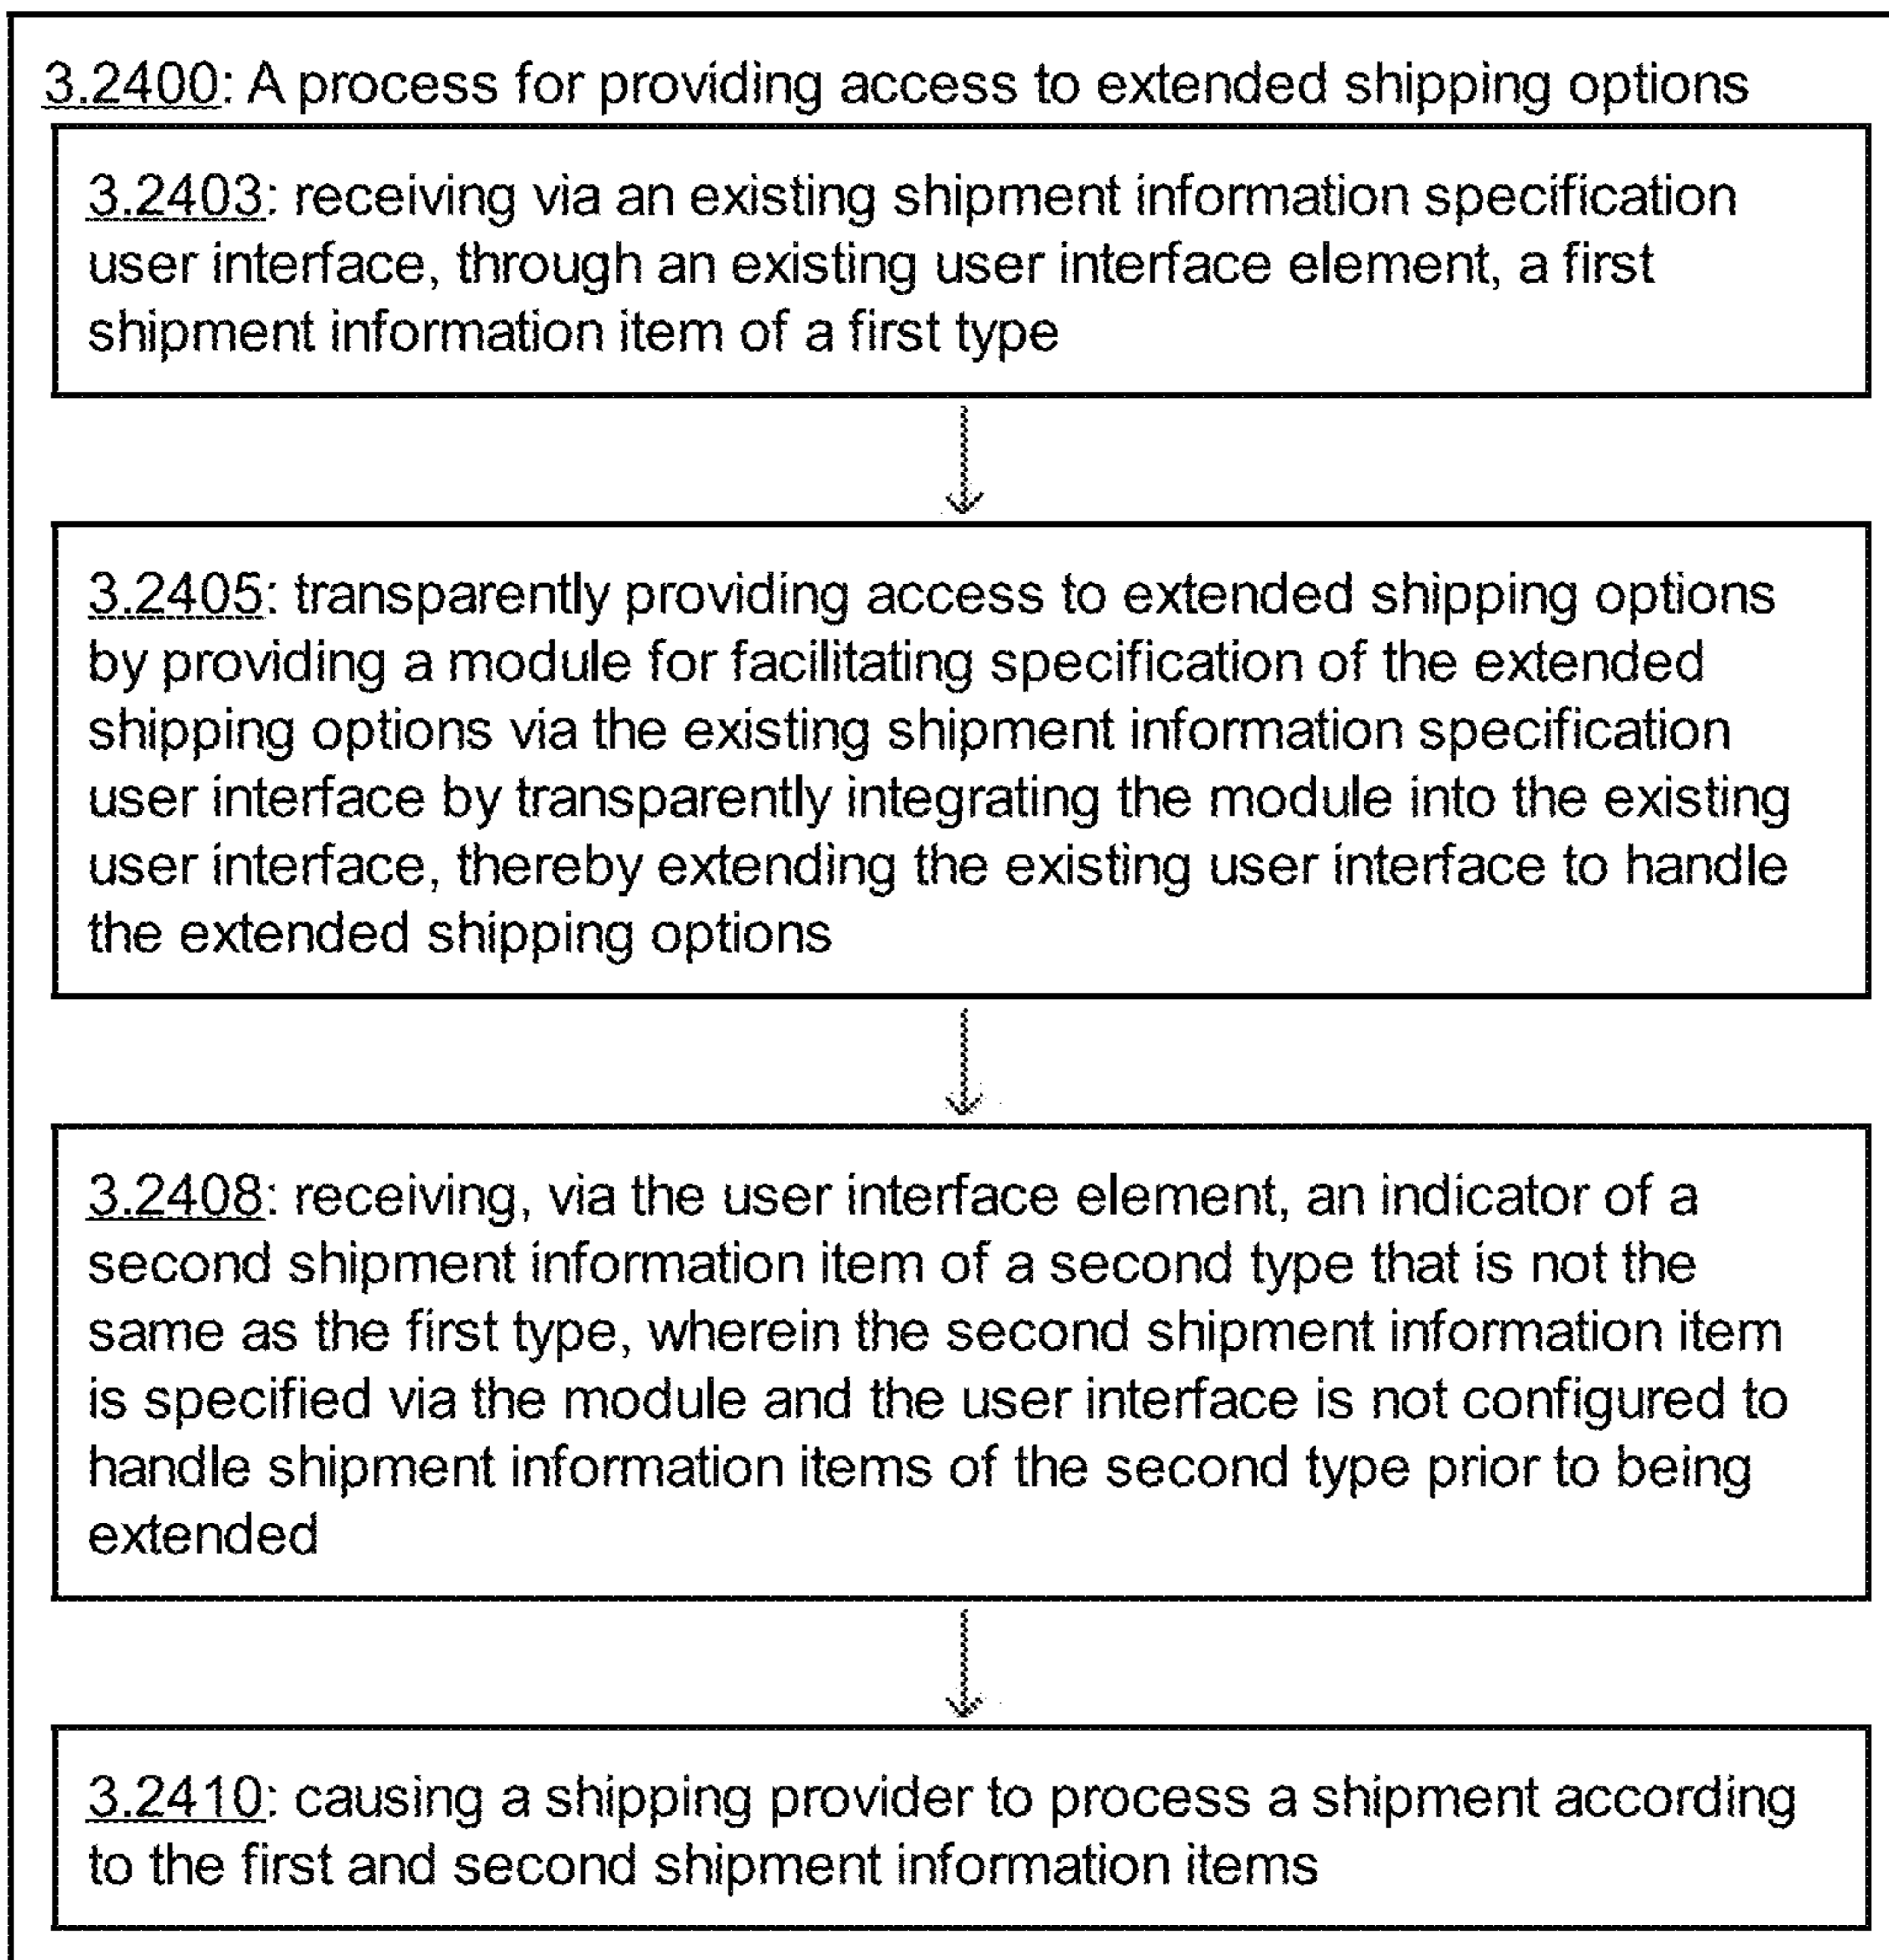 3.2400: A process for providing access to extended shipping options
3.2403: receiving via an existing shipment information specification
user interface, through an existing user interface element, a first
shipment information item of a first type
3.2405: transparently providing access to extended shipping options
by providing a module for facilitating specification of the extended
shipping options via the existing shipment information specification
user interface by transparently integrating the module into the existing
user interface, thereby extending the existing user interface to handle
the extended shipping options
3.2408: receiving, via the user interface element, an indicator of a
second shipment information item of a second type that is not the
same as the first type, wherein the second shipment information item
is specified via the module and the user interface is not configured to
handle shipment information items of the second type prior to being
extended
3.2410: causing a shipping provider to process a shipment according
to the first and second shipment information items